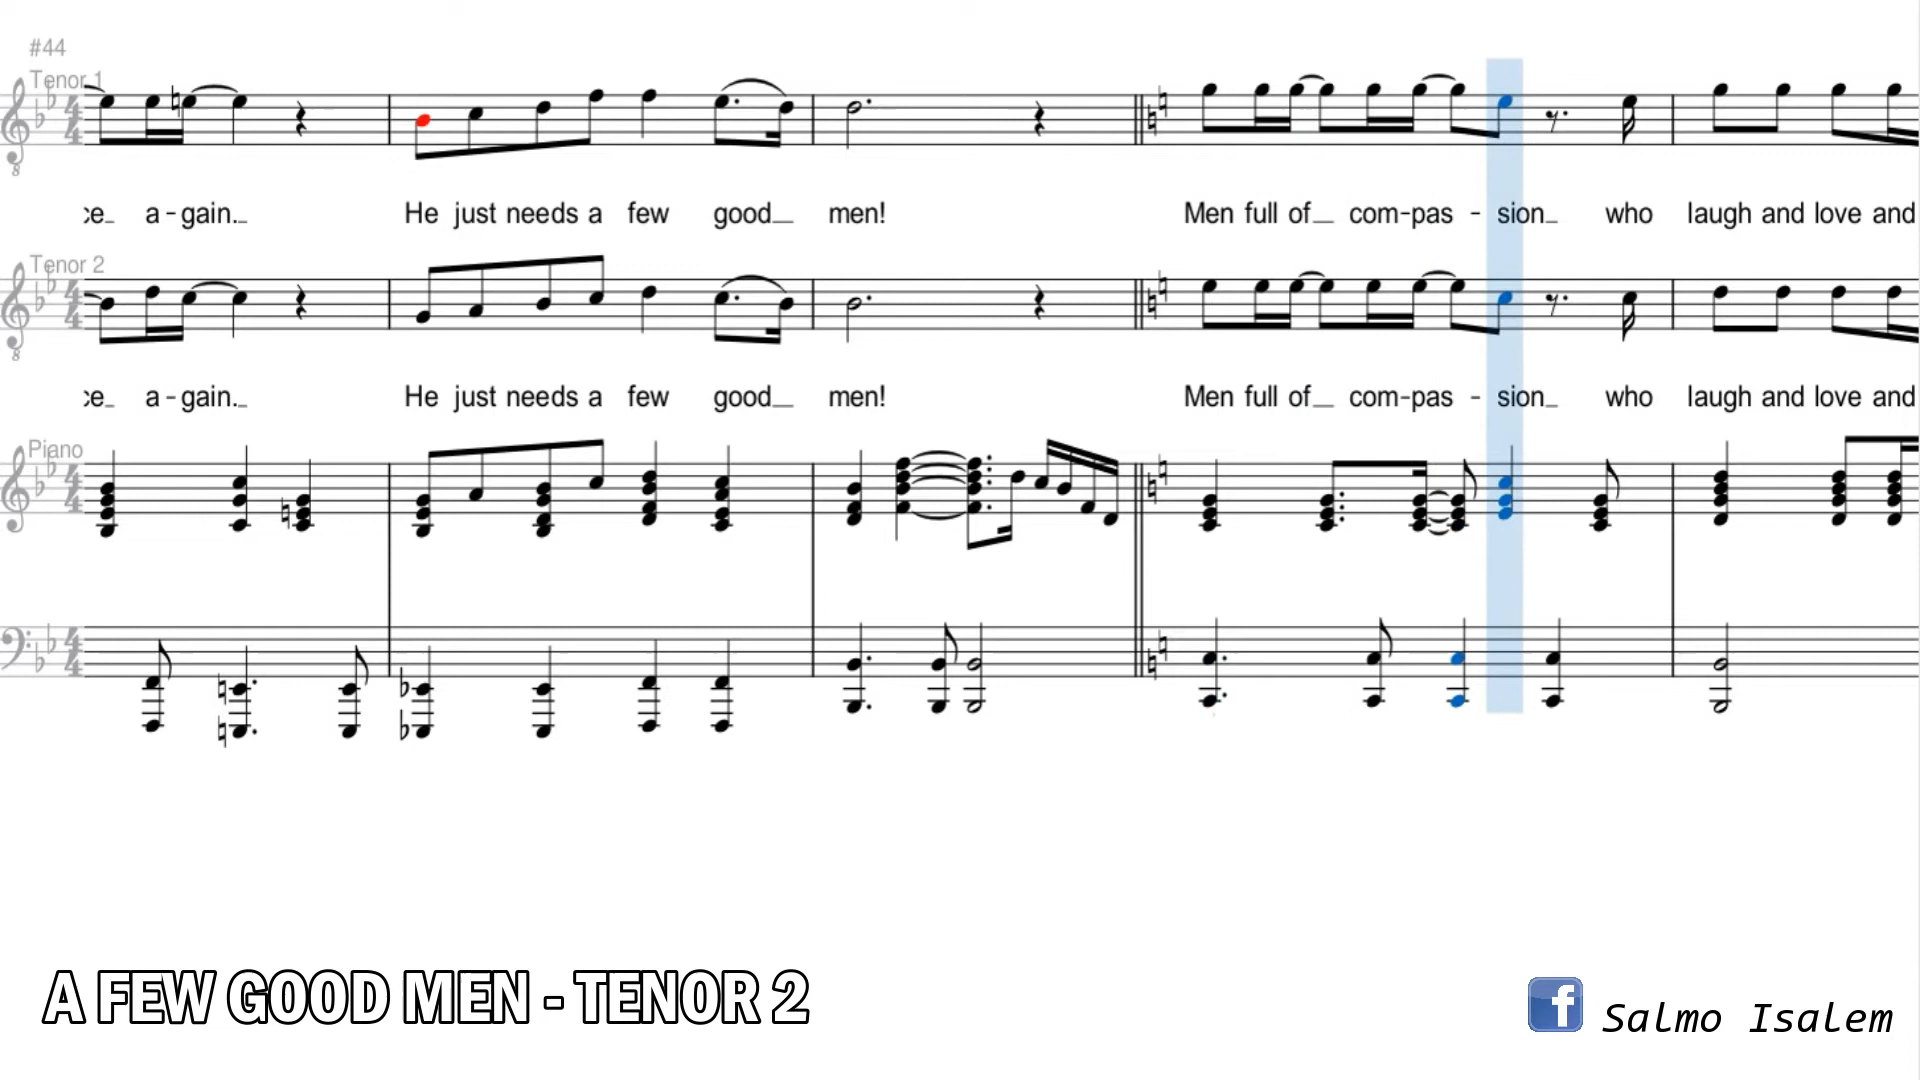 #44
Tenor 1
ce_ a-gain._ He just needs a few good_ men! Men full of_ com-pas - sion_ who laugh and love and
Tenor 2
ce_ a-gain._ He just needs a few good_ men! Men full of_ com-pas - sion_ who laugh and love and
Piano
A FEW GOOD MEN - TENOR 2
f Salmo Isalem